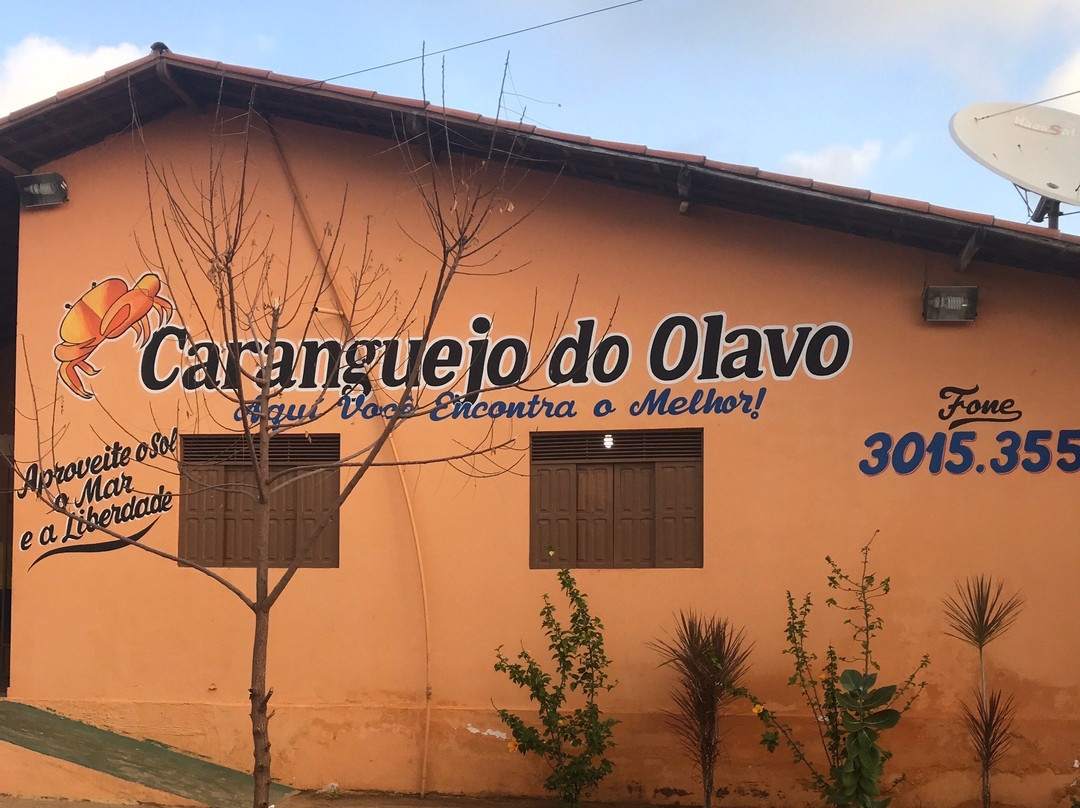 Caranguejo do Olavo
Aqui Você Encontra o Melhor!
Fone
3015.355
Aproveite o Sol
o Mar
e a Liberdade